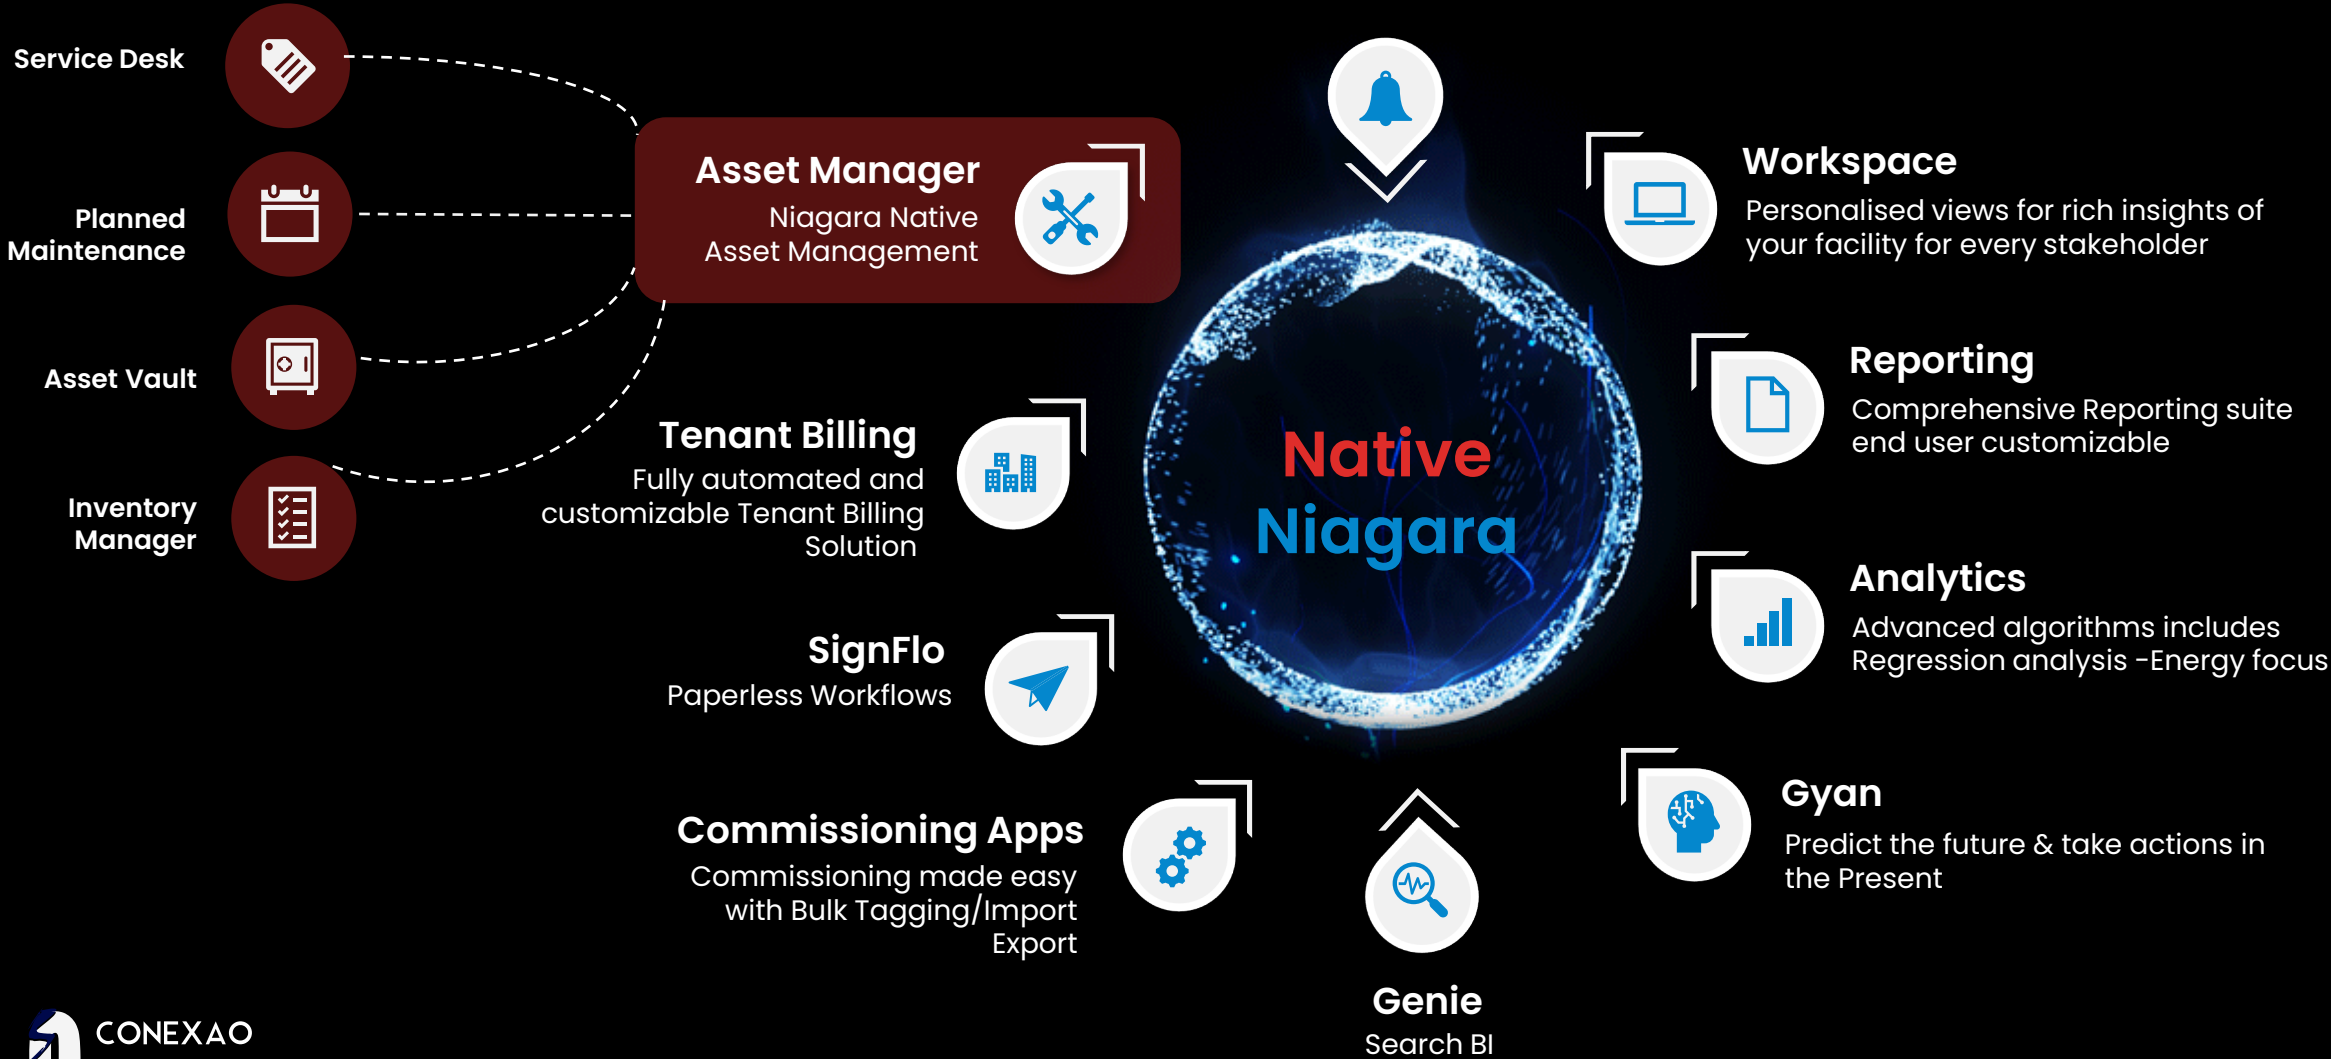 Service Desk
Planned
Maintenance
Asset Vault
Inventory
Manager
Asset Manager
Niagara Native
Asset Management
Tenant Billing
Fully automated and
customizable Tenant Billing
Solution
SignFlo
Paperless Workflows
Commissioning Apps
Commissioning made easy
with Bulk Tagging/Import
Export
Native
Niagara
Genie
Search BI
Workspace
Personalised views for rich insights of
your facility for every stakeholder
Reporting
Comprehensive Reporting suite
end user customizable
Analytics
Advanced algorithms includes
Regression analysis -Energy focus
Gyan
Predict the future & take actions in
the Present
CONEXAO